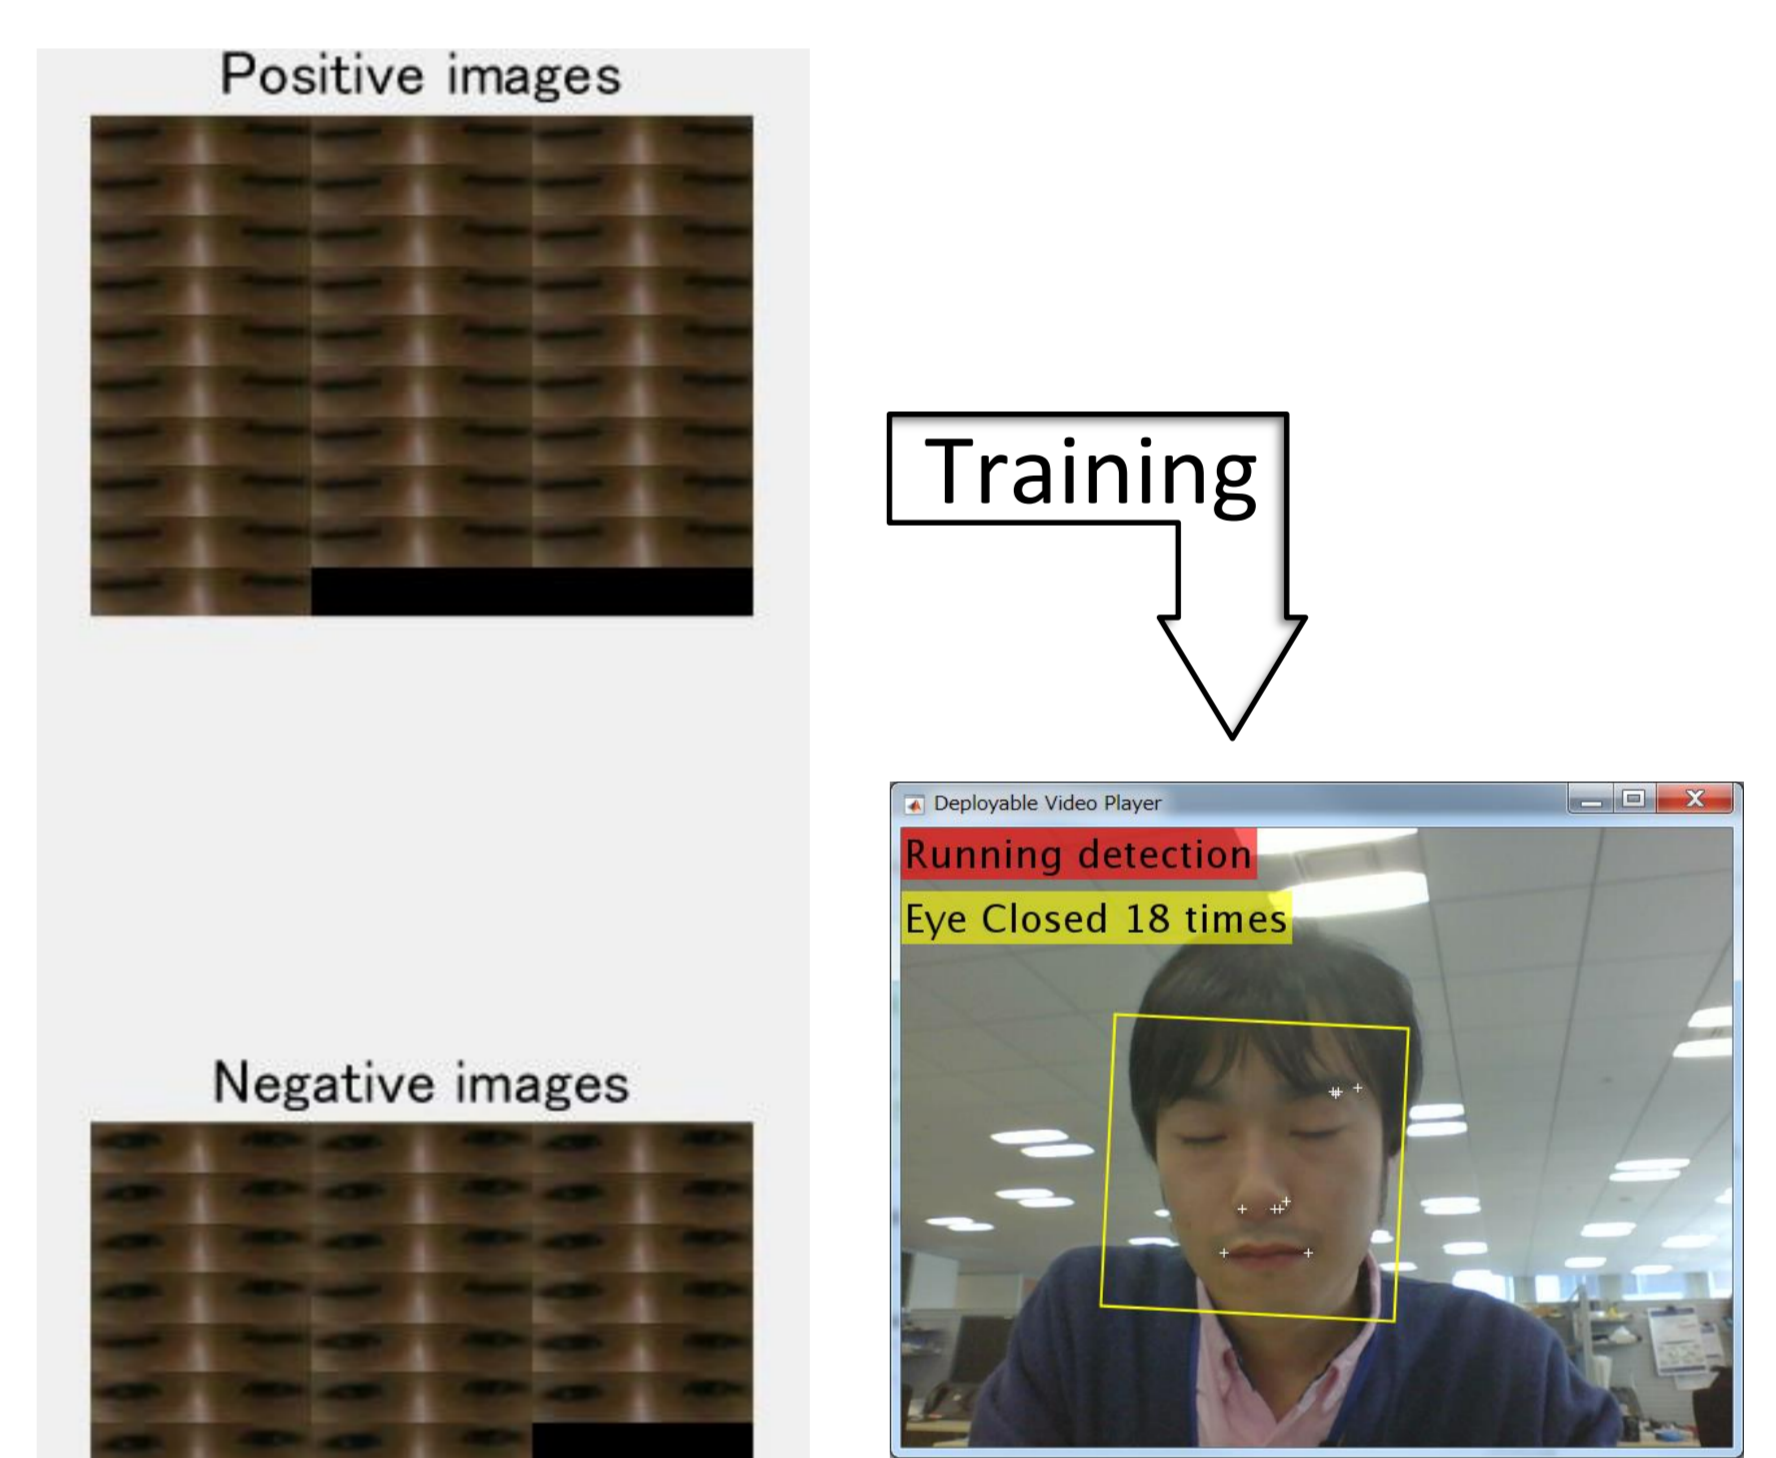 Positive images
Training
Deployable Video Player
Running detection
Eye Closed 18 times
Negative images